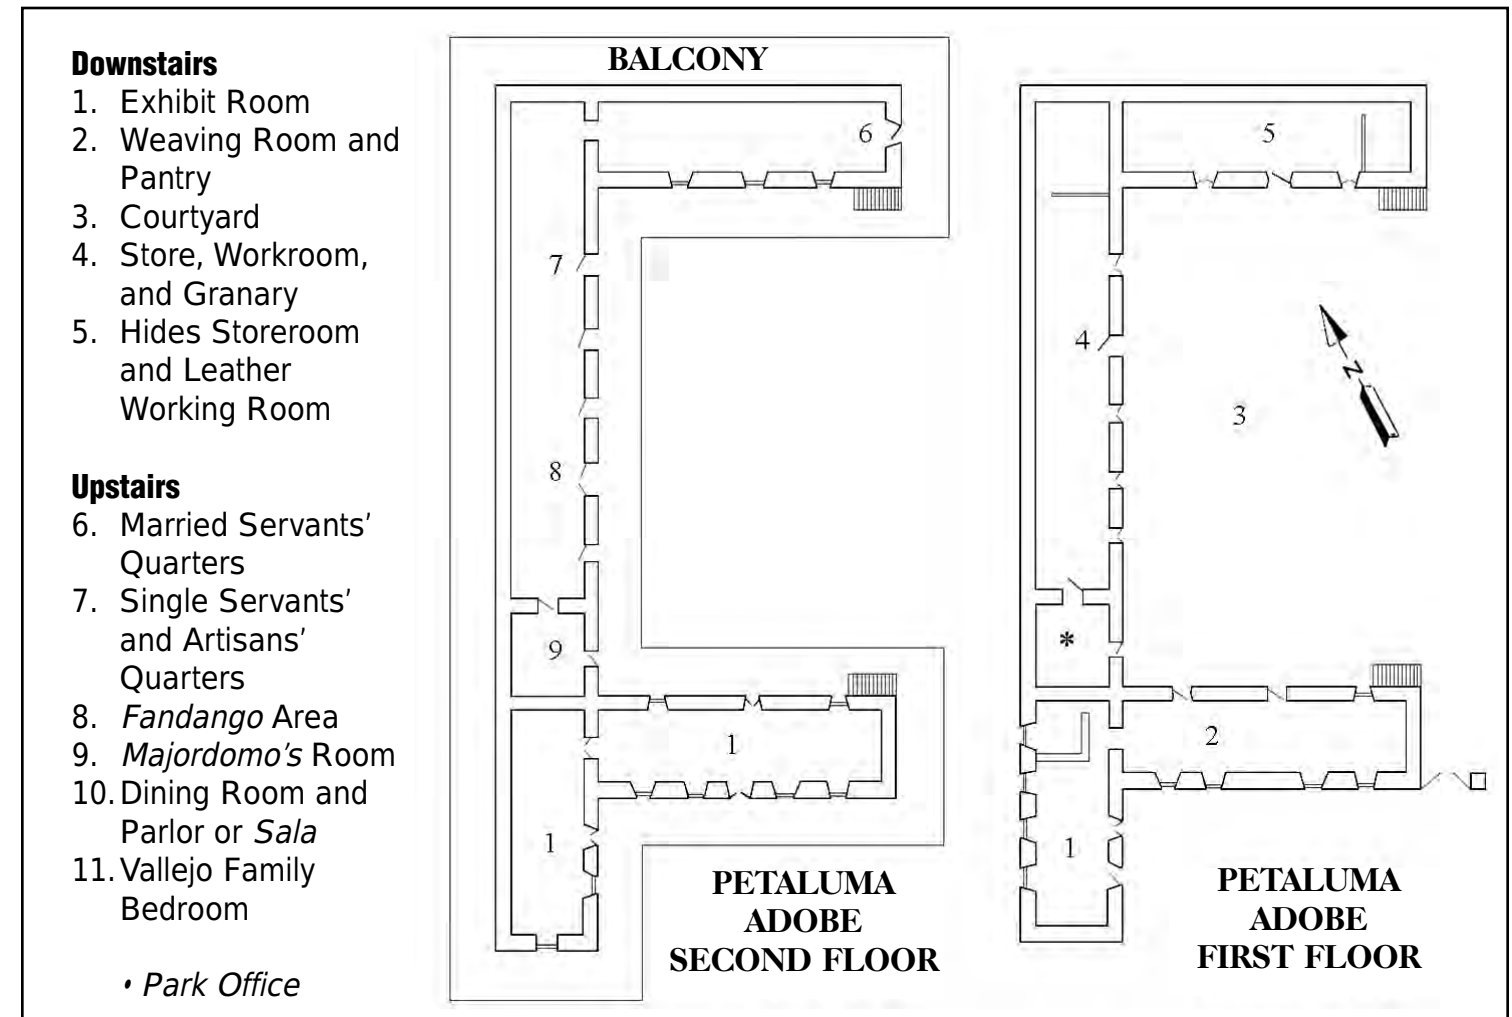 Downstairs
1. Exhibit Room
2. Weaving Room and
Pantry
3. Courtyard
4. Store, Workroom,
and Granary
5. Hides Storeroom
and Leather
Working Room
Upstairs
6. Married Servants’
Quarters
7. Single Servants’
and Artisans’
Quarters
8. Fandango Area
9. Majordomo’s Room
10. Dining Room and
Parlor or Sala
11. Vallejo Family
Bedroom
• Park Office
BALCONY
6
7
8
9
1
1
PETALUMA
ADOBE
SECOND FLOOR
5
4
3
N
*
2
1
PETALUMA
ADOBE
FIRST FLOOR